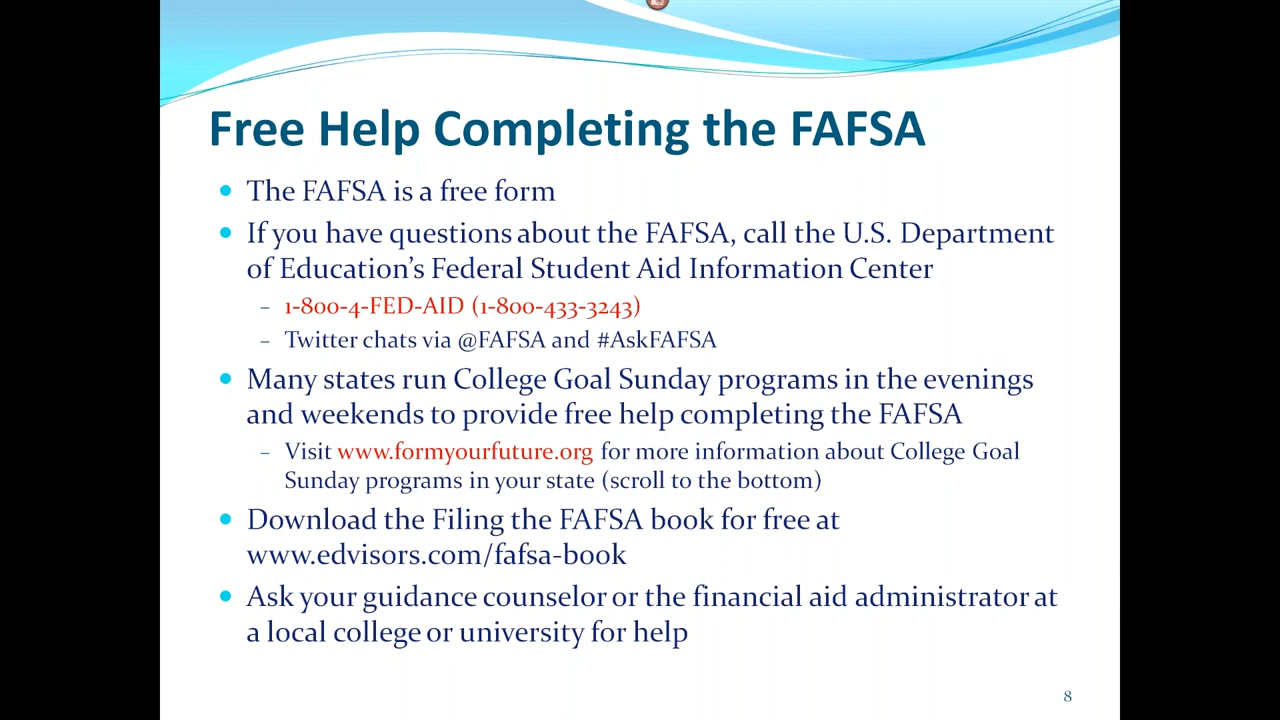 Free Help Completing the FAFSA
• The FAFSA is a free form
• If you have questions about the FAFSA, call the U.S. Department
of Education’s Federal Student Aid Information Center
– 1-800-4-FED-AID (1-800-433-3243)
– Twitter chats via @FAFSA and #AskFAFSA
• Many states run College Goal Sunday programs in the evenings
and weekends to provide free help completing the FAFSA
– Visit www.formyourfuture.org for more information about College Goal
Sunday programs in your state (scroll to the bottom)
• Download the Filing the FAFSA book for free at
www.edvisors.com/fafsa-book
• Ask your guidance counselor or the financial aid administrator at
a local college or university for help
8